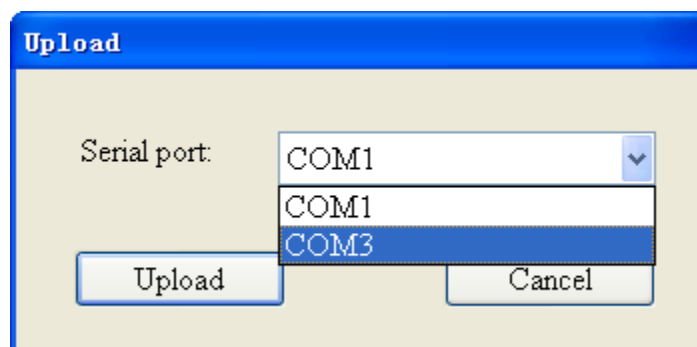 Upload
Serial port: COM1
COM1
COM3
Upload Cancel